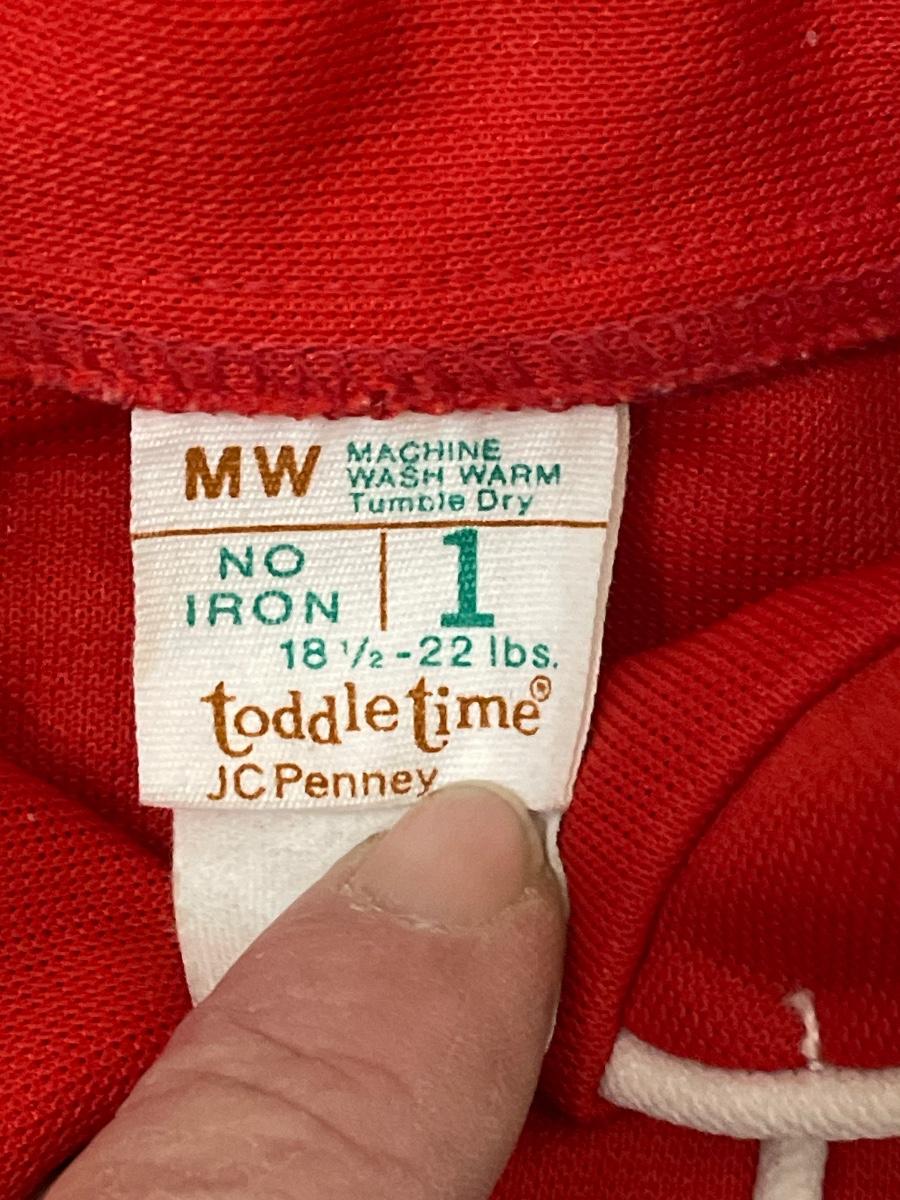 MW MACHINE
WASH WARM
Tumble Dry
NO
IRON
1
18 1/2 - 22 lbs.
toddletime®
JCPenney